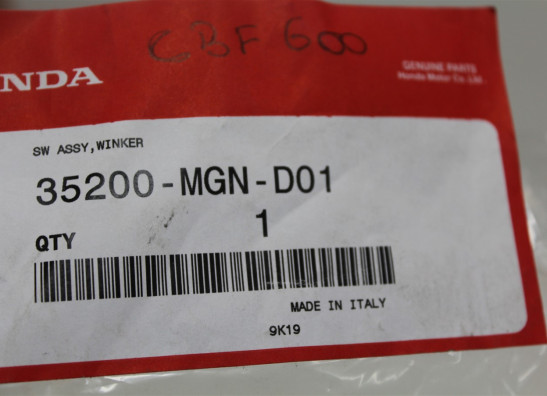 CBF 600
NDA
GENUINE PARTS
Honda Motor Co., Ltd.
SW ASSY,WINKER
35200-MGN-D01
QTY 1
MADE IN ITALY
9K19